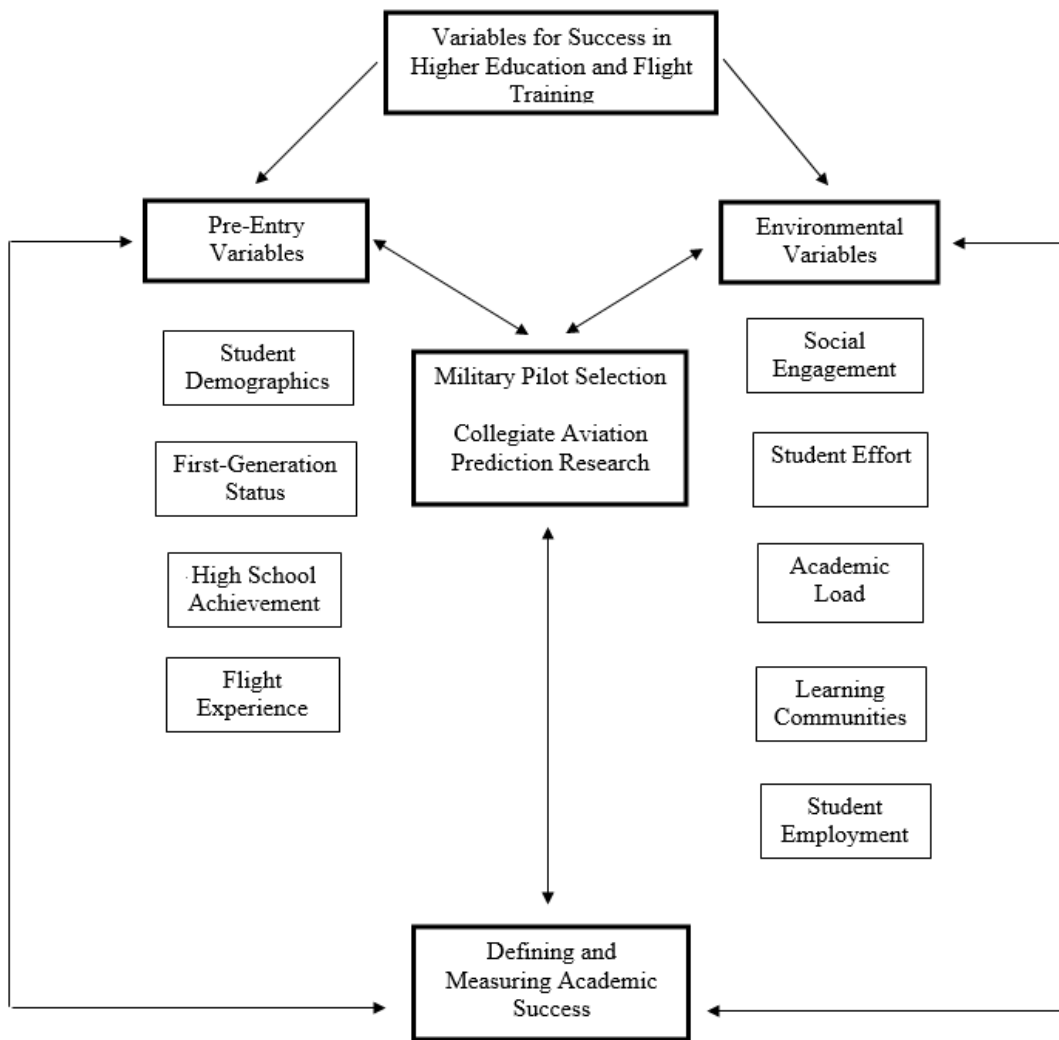 Variables for Success in
Higher Education and Flight
Training
Pre-Entry
Variables
Environmental
Variables
Student
Demographics
First-Generation
Status
High School
Achievement
Flight
Experience
Military Pilot Selection
Collegiate Aviation
Prediction Research
Social
Engagement
Student Effort
Academic
Load
Learning
Communities
Student
Employment
Defining and
Measuring Academic
Success